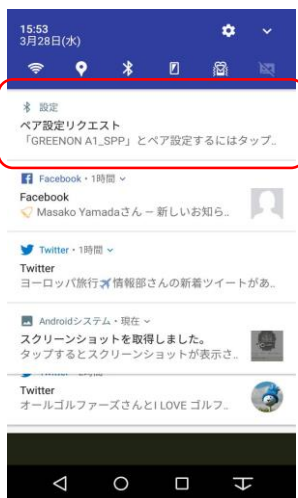 15:53
3月28日(水)
設定
ペア設定リクエスト
「GREENON A1_SPP」とペア設定するにはタップ..
Facebook・1時間
Facebook
Masako Yamadaさん – 新しいお知ら..
Twitter・1時間
Twitter
ヨーロッパ旅行✈情報部さんの新着ツイートがあ..
Androidシステム・現在
スクリーンショットを取得しました。
タップするとスクリーンショットが表示さ..
Twitter
オールゴルファーズさんとI LOVE ゴルフ..